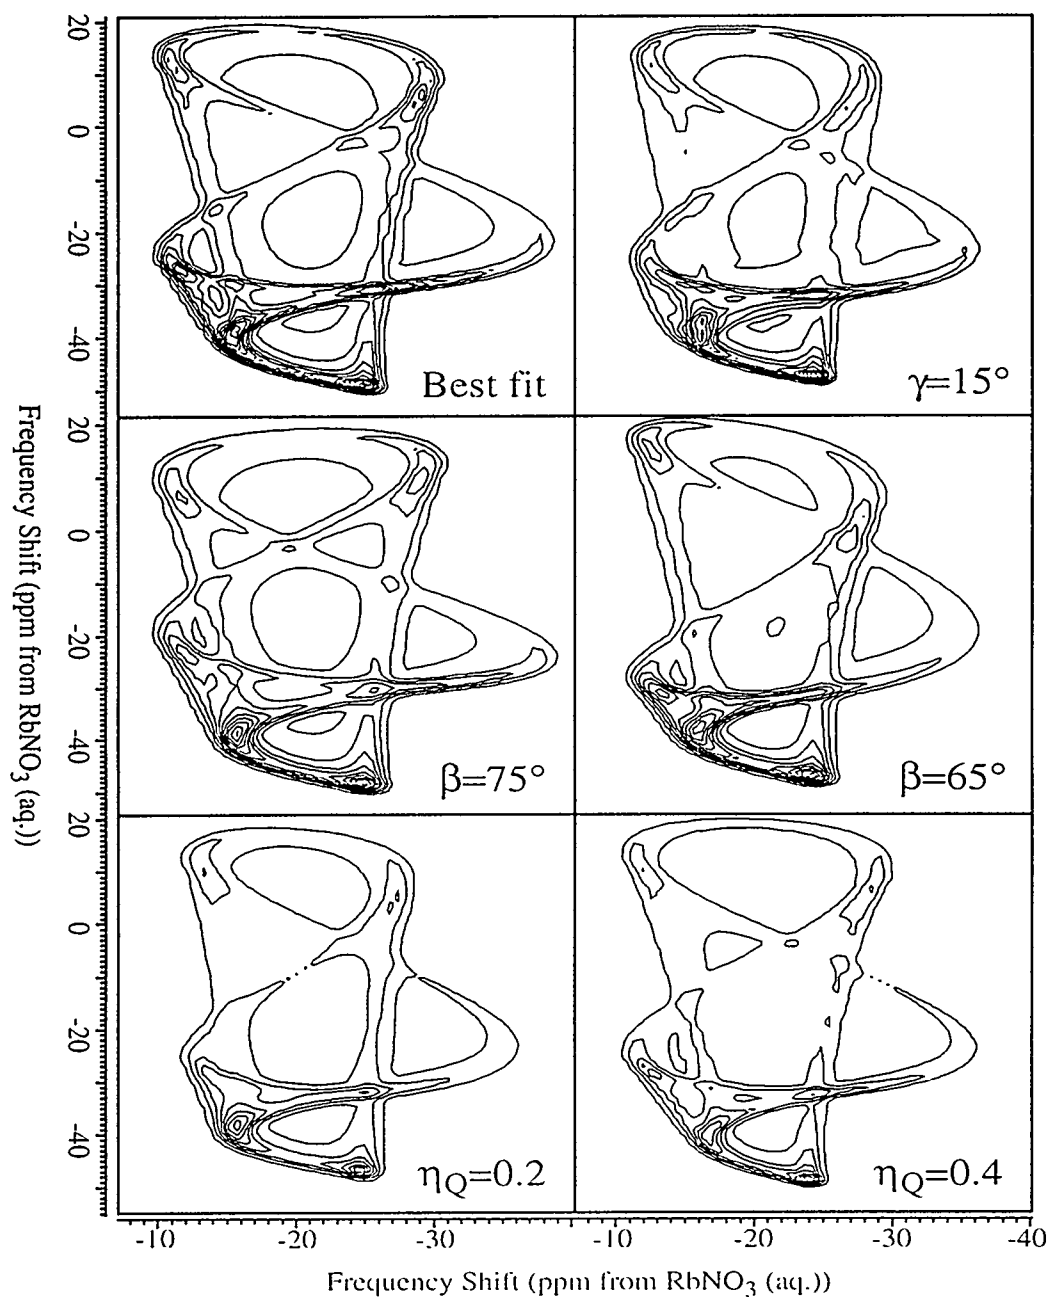 20
0
-20
-40
Best fit
γ=15°
20
0
-20
-40
β=75°
β=65°
20
0
-20
-40
η_Q=0.2
η_Q=0.4
Frequency Shift (ppm from RbNO₃ (aq.))
-10 -20 -30 -10 -20 -30 -40
Frequency Shift (ppm from RbNO₃ (aq.))